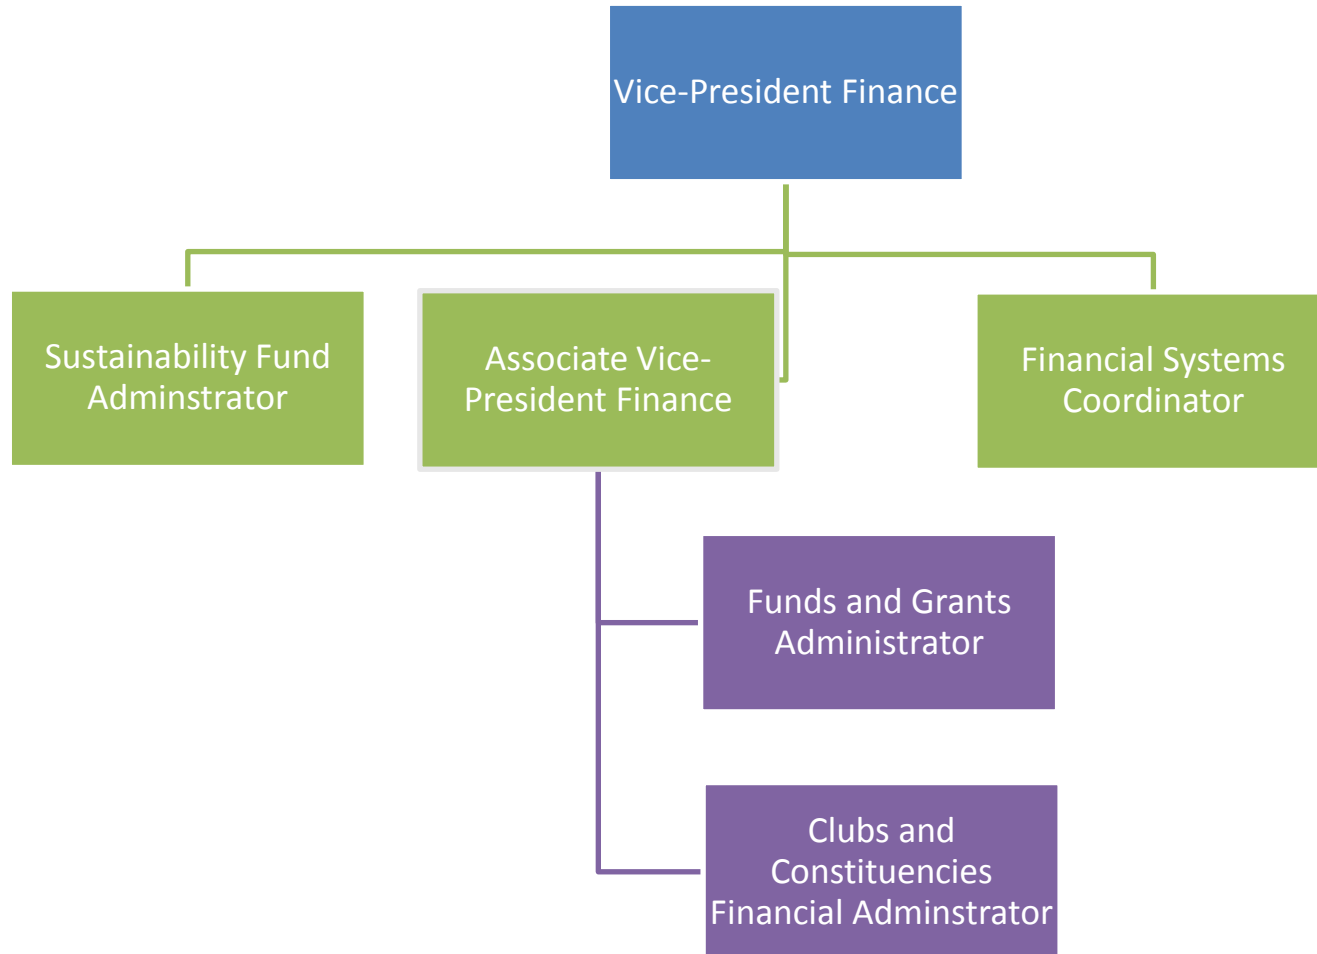 Vice-President Finance
Sustainability Fund
Adminstrator
Associate Vice-
President Finance
Financial Systems
Coordinator
Funds and Grants
Administrator
Clubs and
Constituencies
Financial Adminstrator